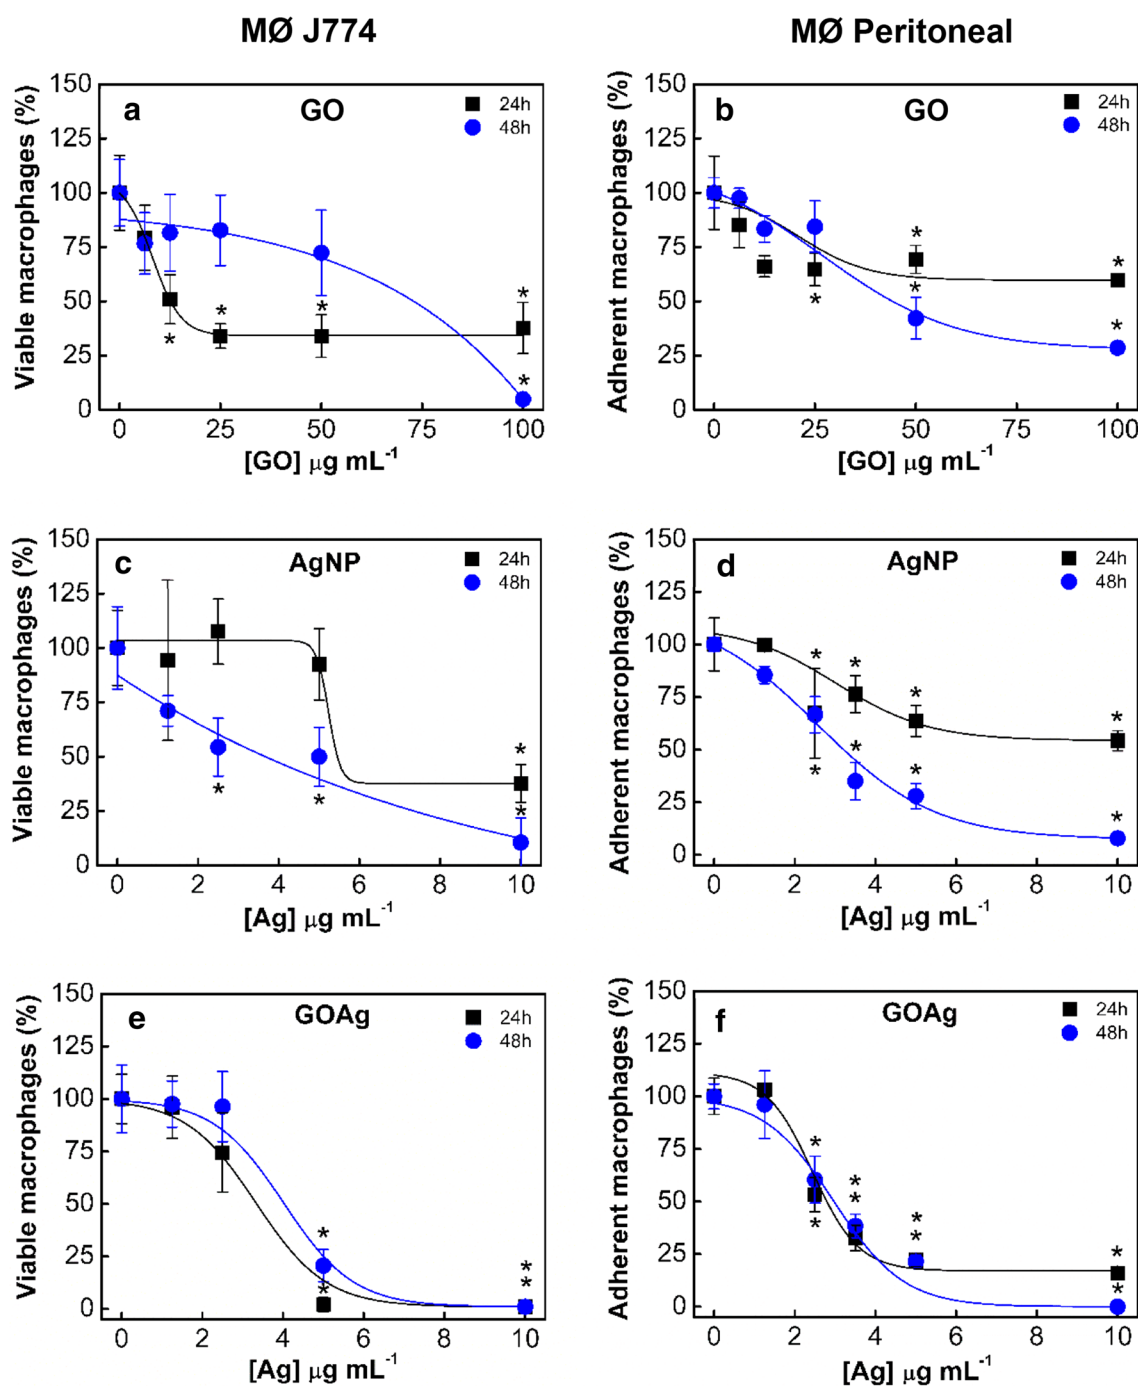 MØ J774
MØ Peritoneal
a
GO
24h
48h
Viable macrophages (%)
150
125
100
75
50
25
0
0 25 50 75 100
[GO] µg mL-1
b
GO
24h
48h
Adherent macrophages (%)
150
125
100
75
50
25
0
0 25 50 75 100
[GO] µg mL-1
c
AgNP
24h
48h
Viable macrophages (%)
150
125
100
75
50
25
0
0 2 4 6 8 10
[Ag] µg mL-1
d
AgNP
24h
48h
Adherent macrophages (%)
150
125
100
75
50
25
0
0 2 4 6 8 10
[Ag] µg mL-1
e
GOAg
24h
48h
Viable macrophages (%)
150
125
100
75
50
25
0
0 2 4 6 8 10
[Ag] µg mL-1
f
GOAg
24h
48h
Adherent macrophages (%)
150
125
100
75
50
25
0
0 2 4 6 8 10
[Ag] µg mL-1